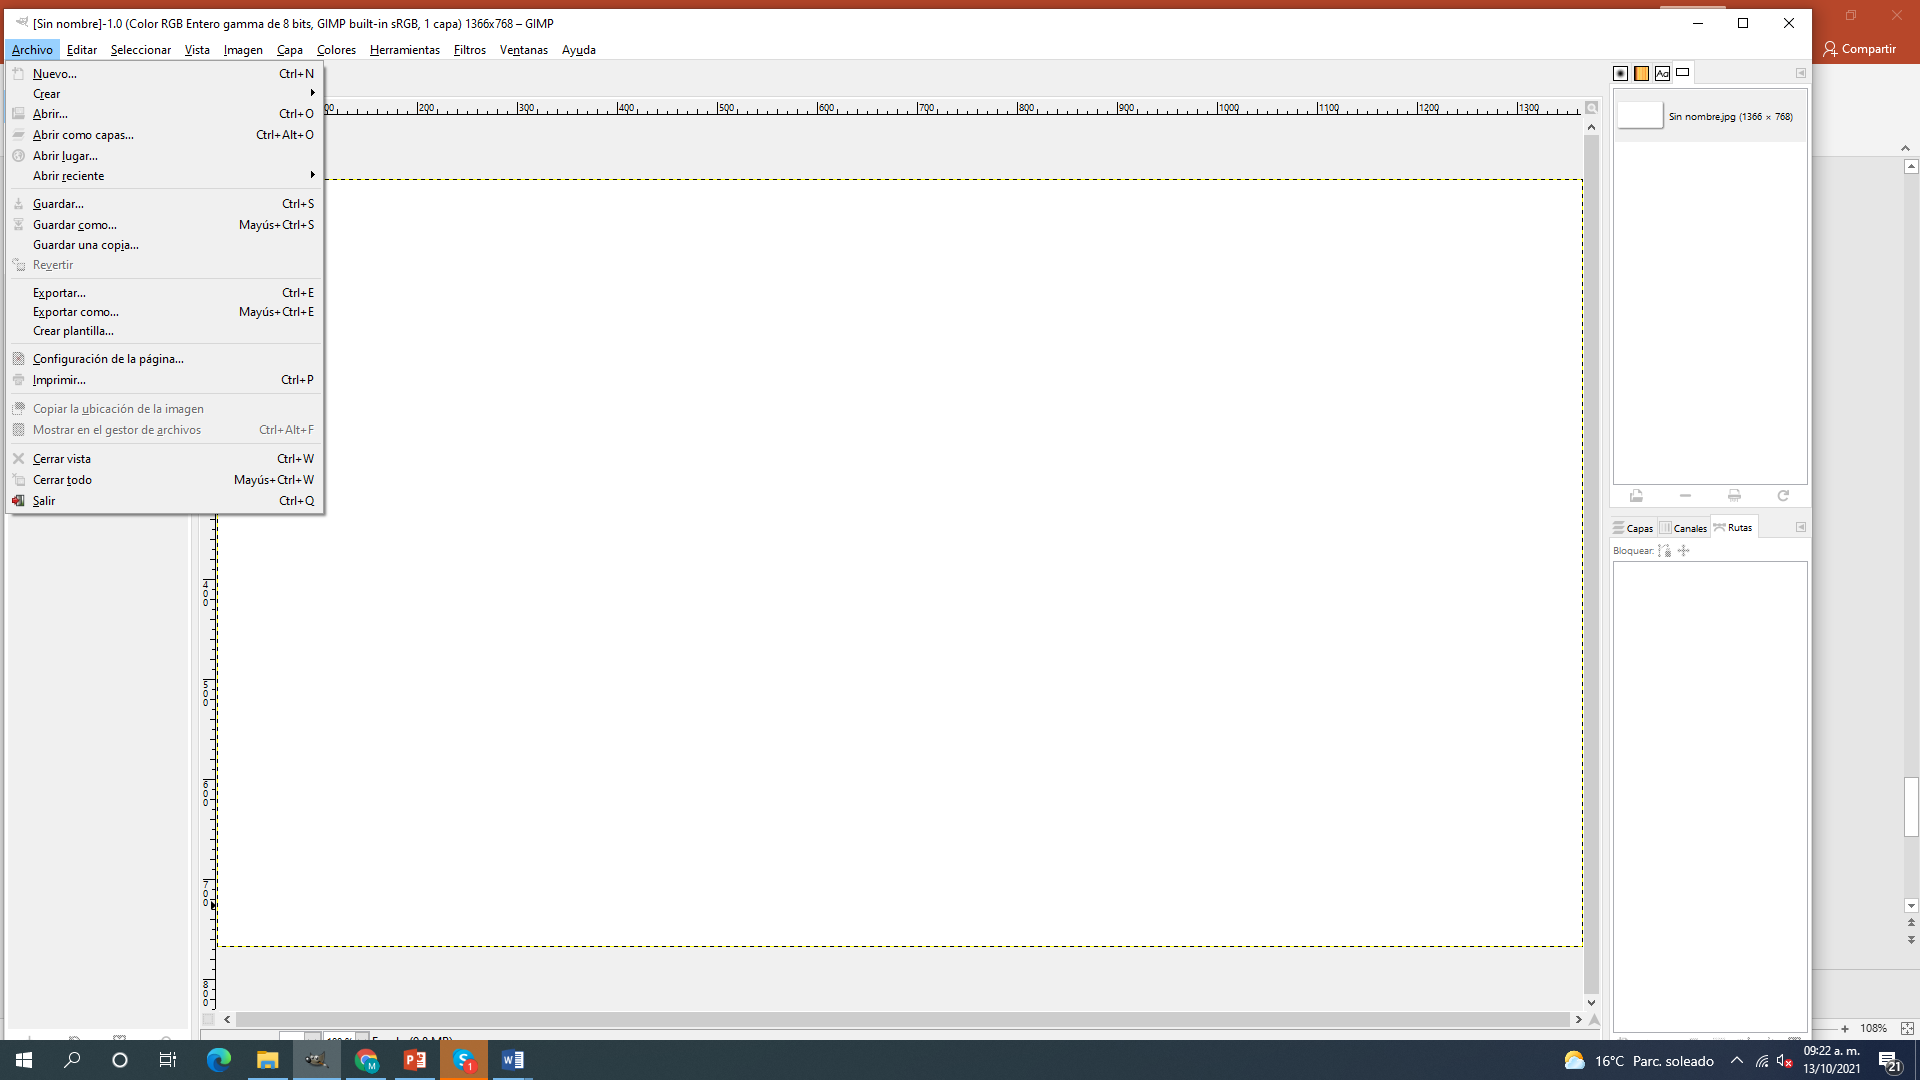 [Sin nombre]-1.0 (Color RGB Entero gamma de 8 bits, GIMP built-in sRGB, 1 capa) 1366x768 – GIMP
Compartir
Archivo Editar Seleccionar Vista Imagen Capa Colores Herramientas Filtros Ventanas Ayuda
Nuevo... Ctrl+N
Crear
Abrir... Ctrl+O
Abrir como capas... Ctrl+Alt+O
Abrir lugar...
Abrir reciente
Guardar... Ctrl+S
Guardar como... Mayús+Ctrl+S
Guardar una copia...
Revertir
Exportar... Ctrl+E
Exportar como... Mayús+Ctrl+E
Crear plantilla...
Configuración de la página...
Imprimir... Ctrl+P
Copiar la ubicación de la imagen
Mostrar en el gestor de archivos Ctrl+Alt+F
Cerrar vista Ctrl+W
Cerrar todo Mayús+Ctrl+W
Salir Ctrl+Q
200 300 400 500 600 700 800 900 1000 1100 1200 1300
400
500
600
700
800
Aa
Sin nombre.jpg (1366 × 768)
Capas Canales Rutas
Bloquear:
108%
16°C Parc. soleado
09:22 a. m.
13/10/2021
21